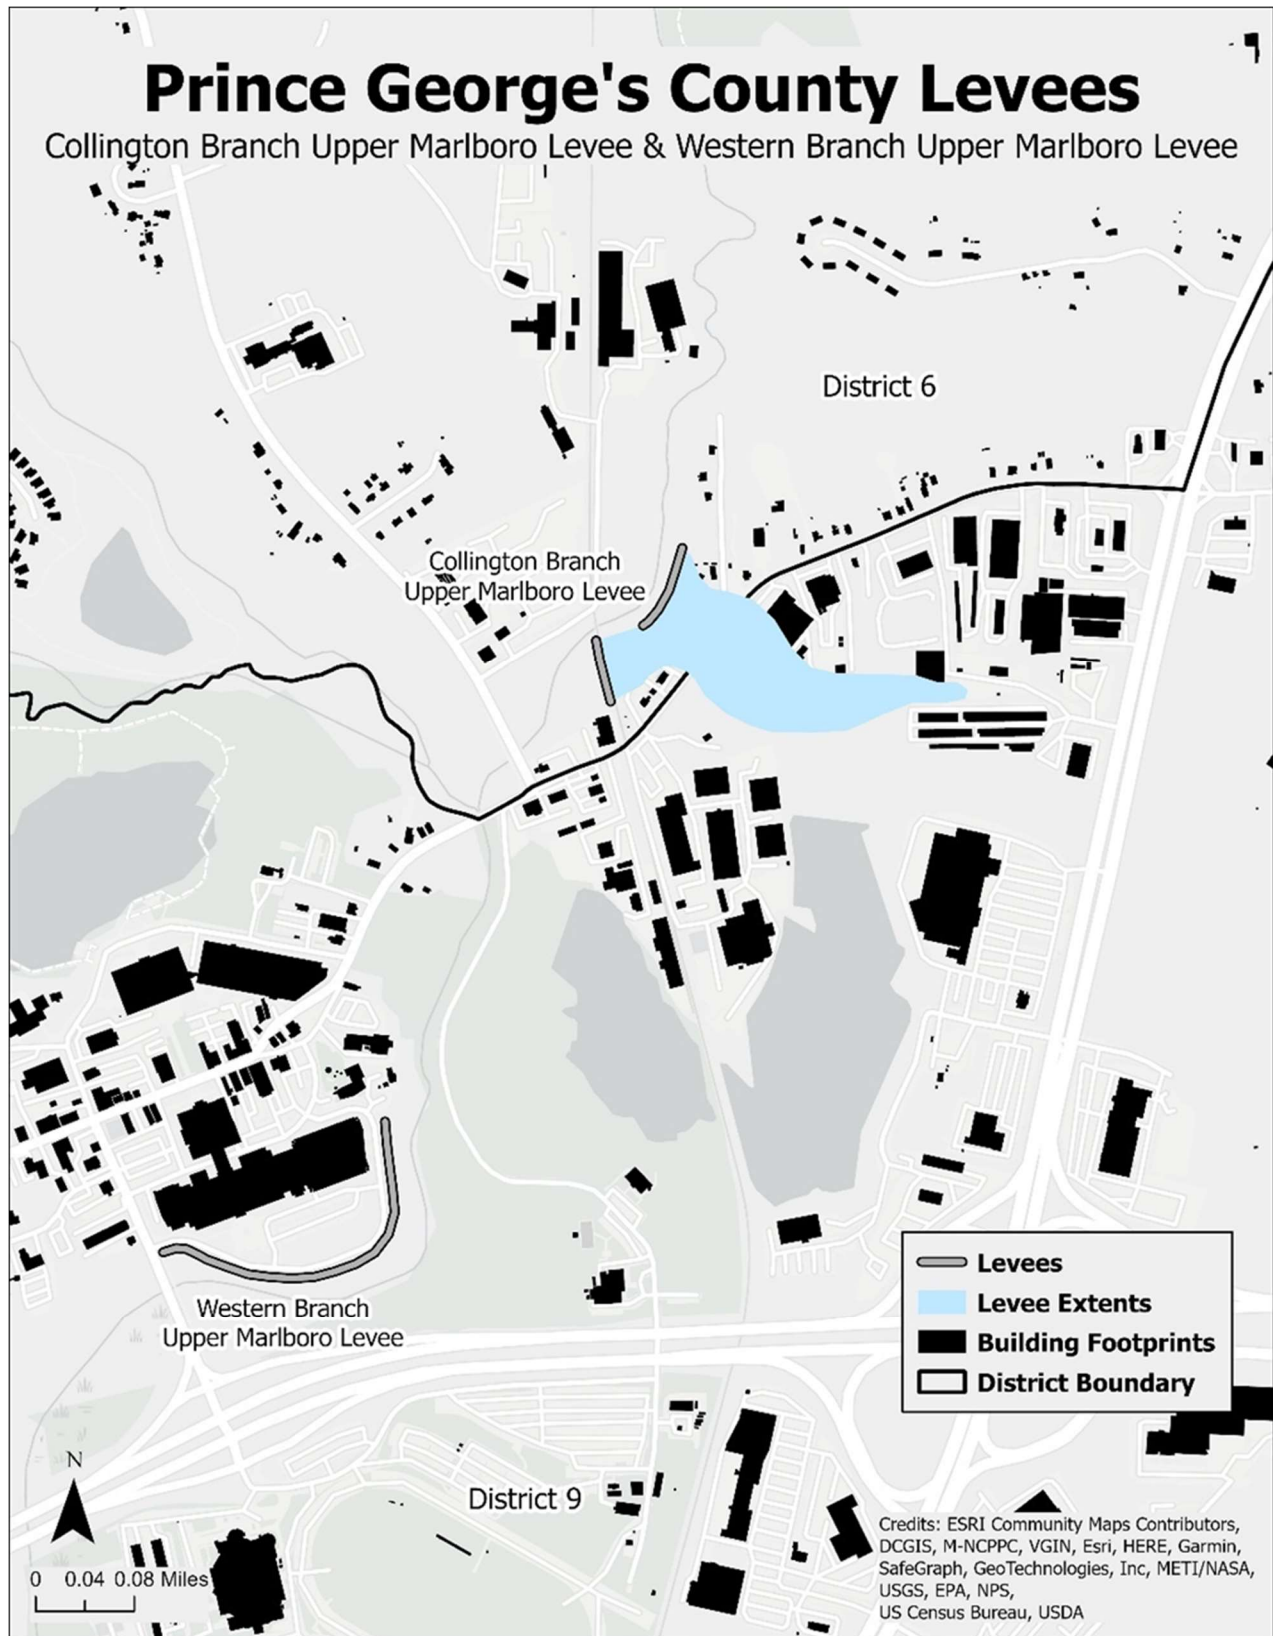 Prince George's County Levees
Collington Branch Upper Marlboro Levee & Western Branch Upper Marlboro Levee
District 6
Collington Branch
Upper Marlboro Levee
Levees
Levee Extents
Building Footprints
District Boundary
Western Branch
Upper Marlboro Levee
N
District 9
0 0.04 0.08 Miles
Credits: ESRI Community Maps Contributors,
DCGIS, M-NCPPC, VGIN, Esri, HERE, Garmin,
SafeGraph, GeoTechnologies, Inc, METI/NASA,
USGS, EPA, NPS,
US Census Bureau, USDA